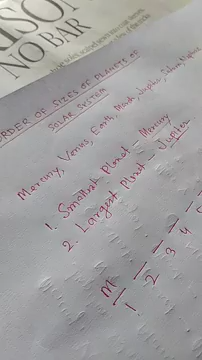 NO BAR
ORDER OF SIZES OF PLANETS OF
SOLAR SYSTEM
Mercury, Venus, Earth, Mars, Jupiter, Saturn,
1. Smallest Planet - Mercury
2. Largest Planet - Jupiter
M
1 2 3 4